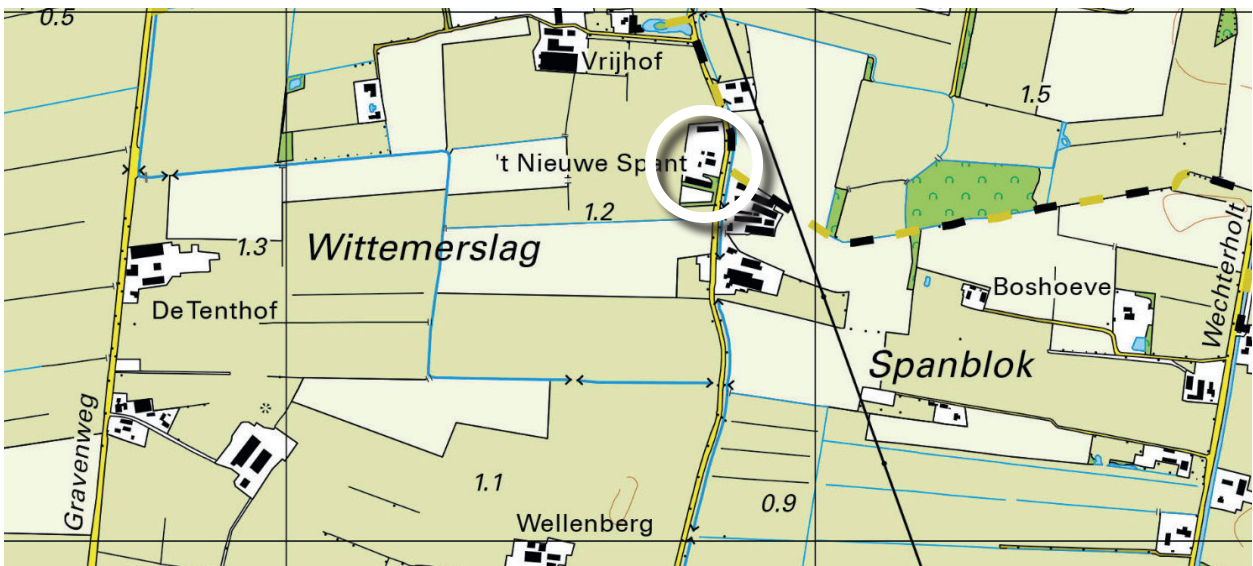 0.5
Vrijhof
1.5
't Nieuwe Spant
1.2
1.3
Wittemerslag
De Tenthof
Boshoeve
Wechterholt
Spanblok
Gravenweg
1.1
0.9
Wellenberg